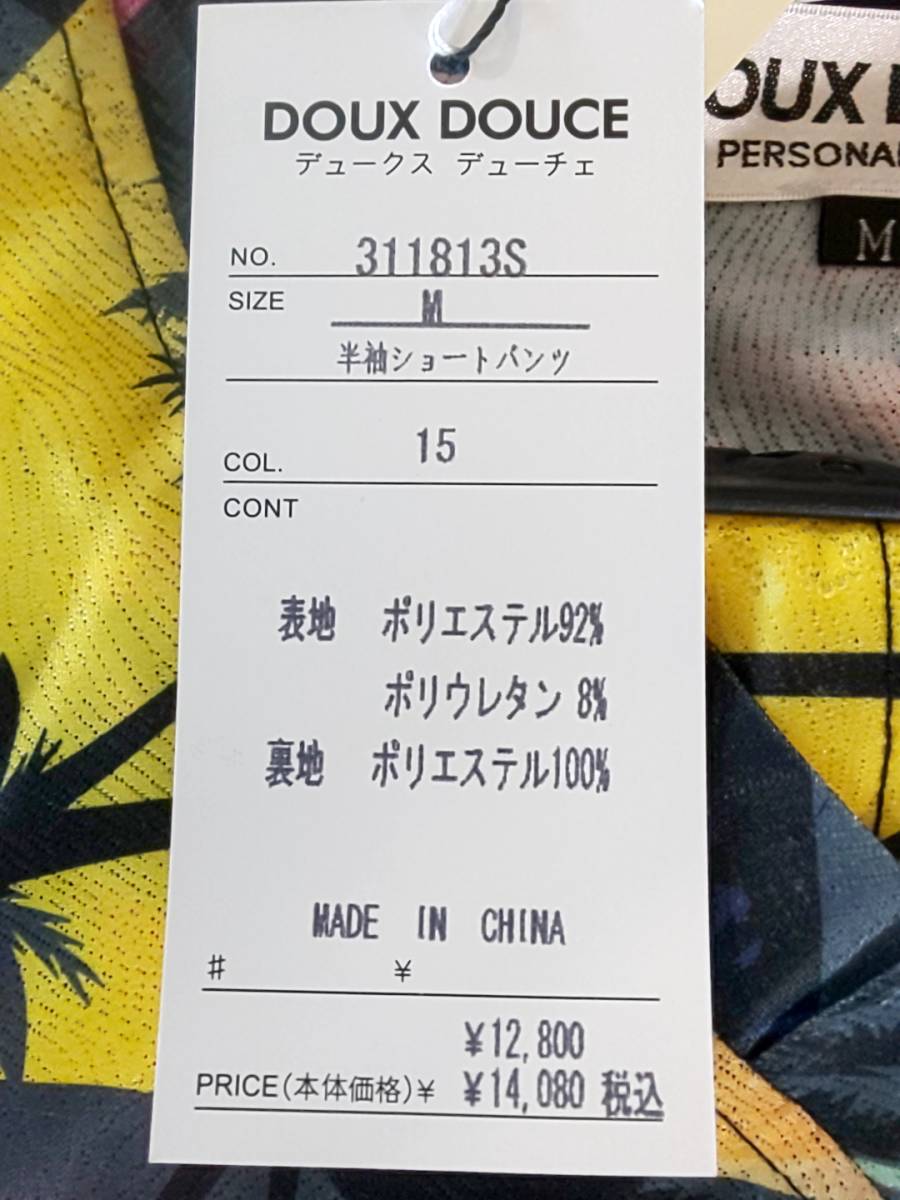 DOUX DOUCE
デュークス デューチェ
NO. 311813S
SIZE M
半袖ショートパンツ
COL. 15
CONT
表地 ポリエステル92%
ポリウレタン 8%
裏地 ポリエステル100%
MADE IN CHINA
# ¥
¥12,800
PRICE(本体価格)¥ ¥14,080 税込
OUX
PERSONA
M